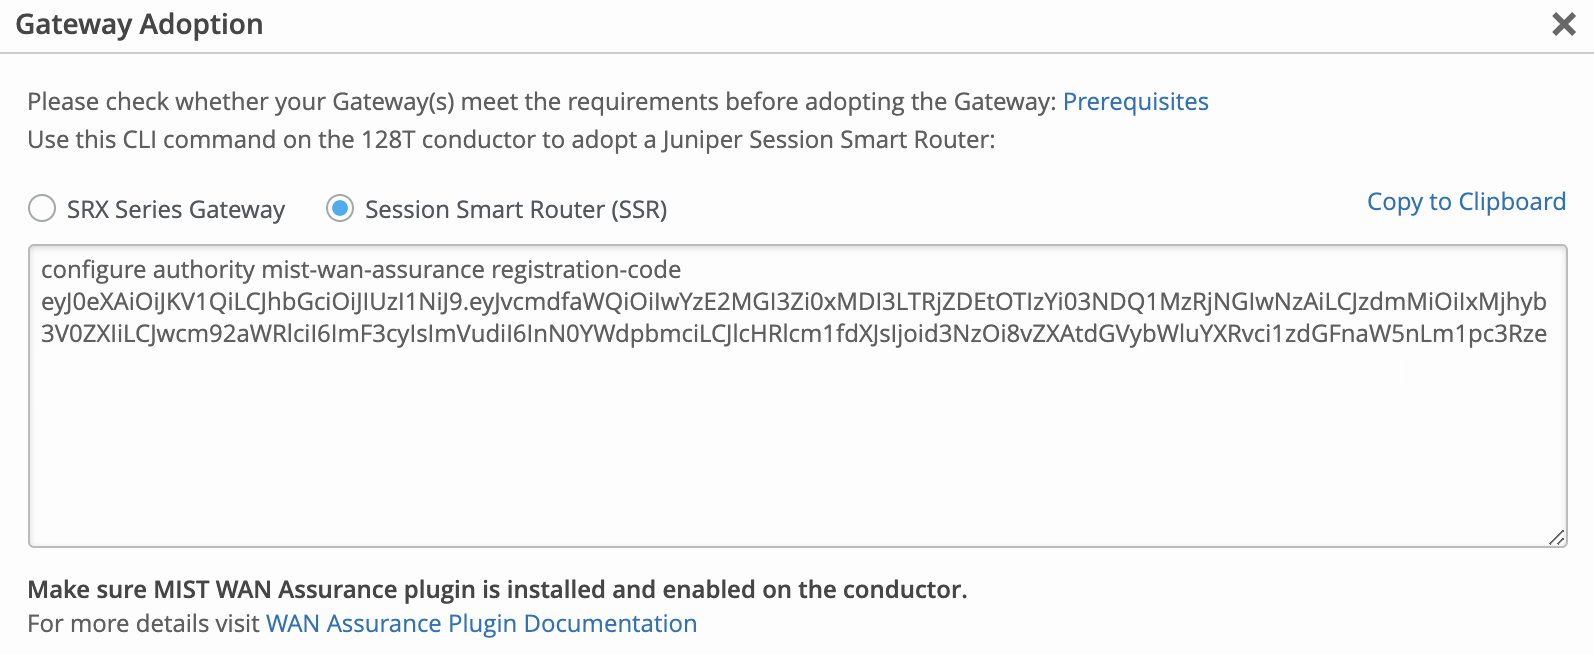 Gateway Adoption
Please check whether your Gateway(s) meet the requirements before adopting the Gateway: Prerequisites
Use this CLI command on the 128T conductor to adopt a Juniper Session Smart Router:
SRX Series Gateway Session Smart Router (SSR) Copy to Clipboard
configure authority mist-wan-assurance registration-code
eyJ0eXAiOiJKV1QiLCJhbGciOiJIUzI1NiJ9.eyJvcmdfaWQiOiIwYzE2MGI3Zi0xMDI3LTRjZDEtOTIzYi03NDQ1MzRjNGIwNzAiLCJzdmMiOiIxMjhyb
3V0ZXIiLCJwcm92aWRlciI6ImF3cyIsImVudiI6InN0YWdpbmciLCJlcHRlcm1fdXJsIjoid3NzOi8vZXAtdGVybWluYXRvci1zdGFnaW5nLm1pc3Rze
Make sure MIST WAN Assurance plugin is installed and enabled on the conductor.
For more details visit WAN Assurance Plugin Documentation